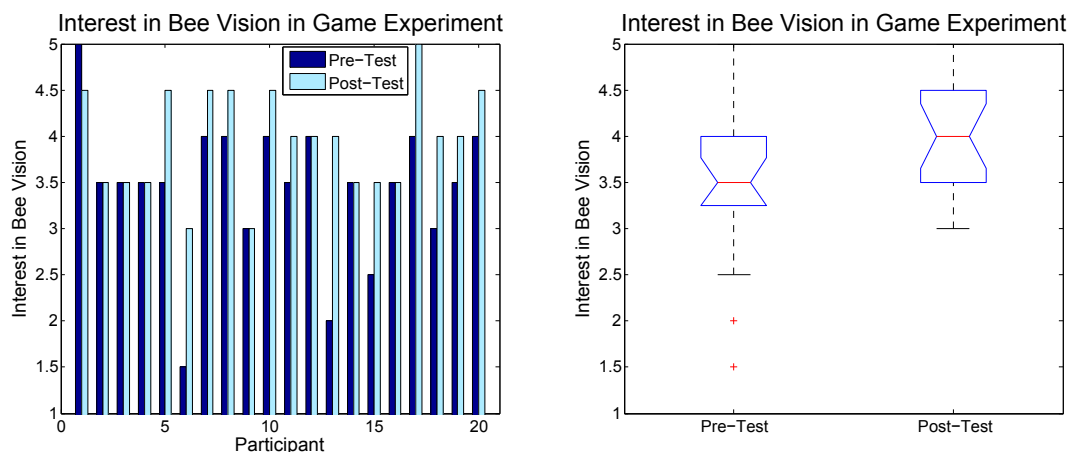 Interest in Bee Vision in Game Experiment
Pre-Test
Post-Test
Interest in Bee Vision
5
4.5
4
3.5
3
2.5
2
1.5
1
0 5 10 15 20
Participant
Interest in Bee Vision in Game Experiment
Interest in Bee Vision
5
4.5
4
3.5
3
2.5
2
1.5
1
Pre-Test Post-Test